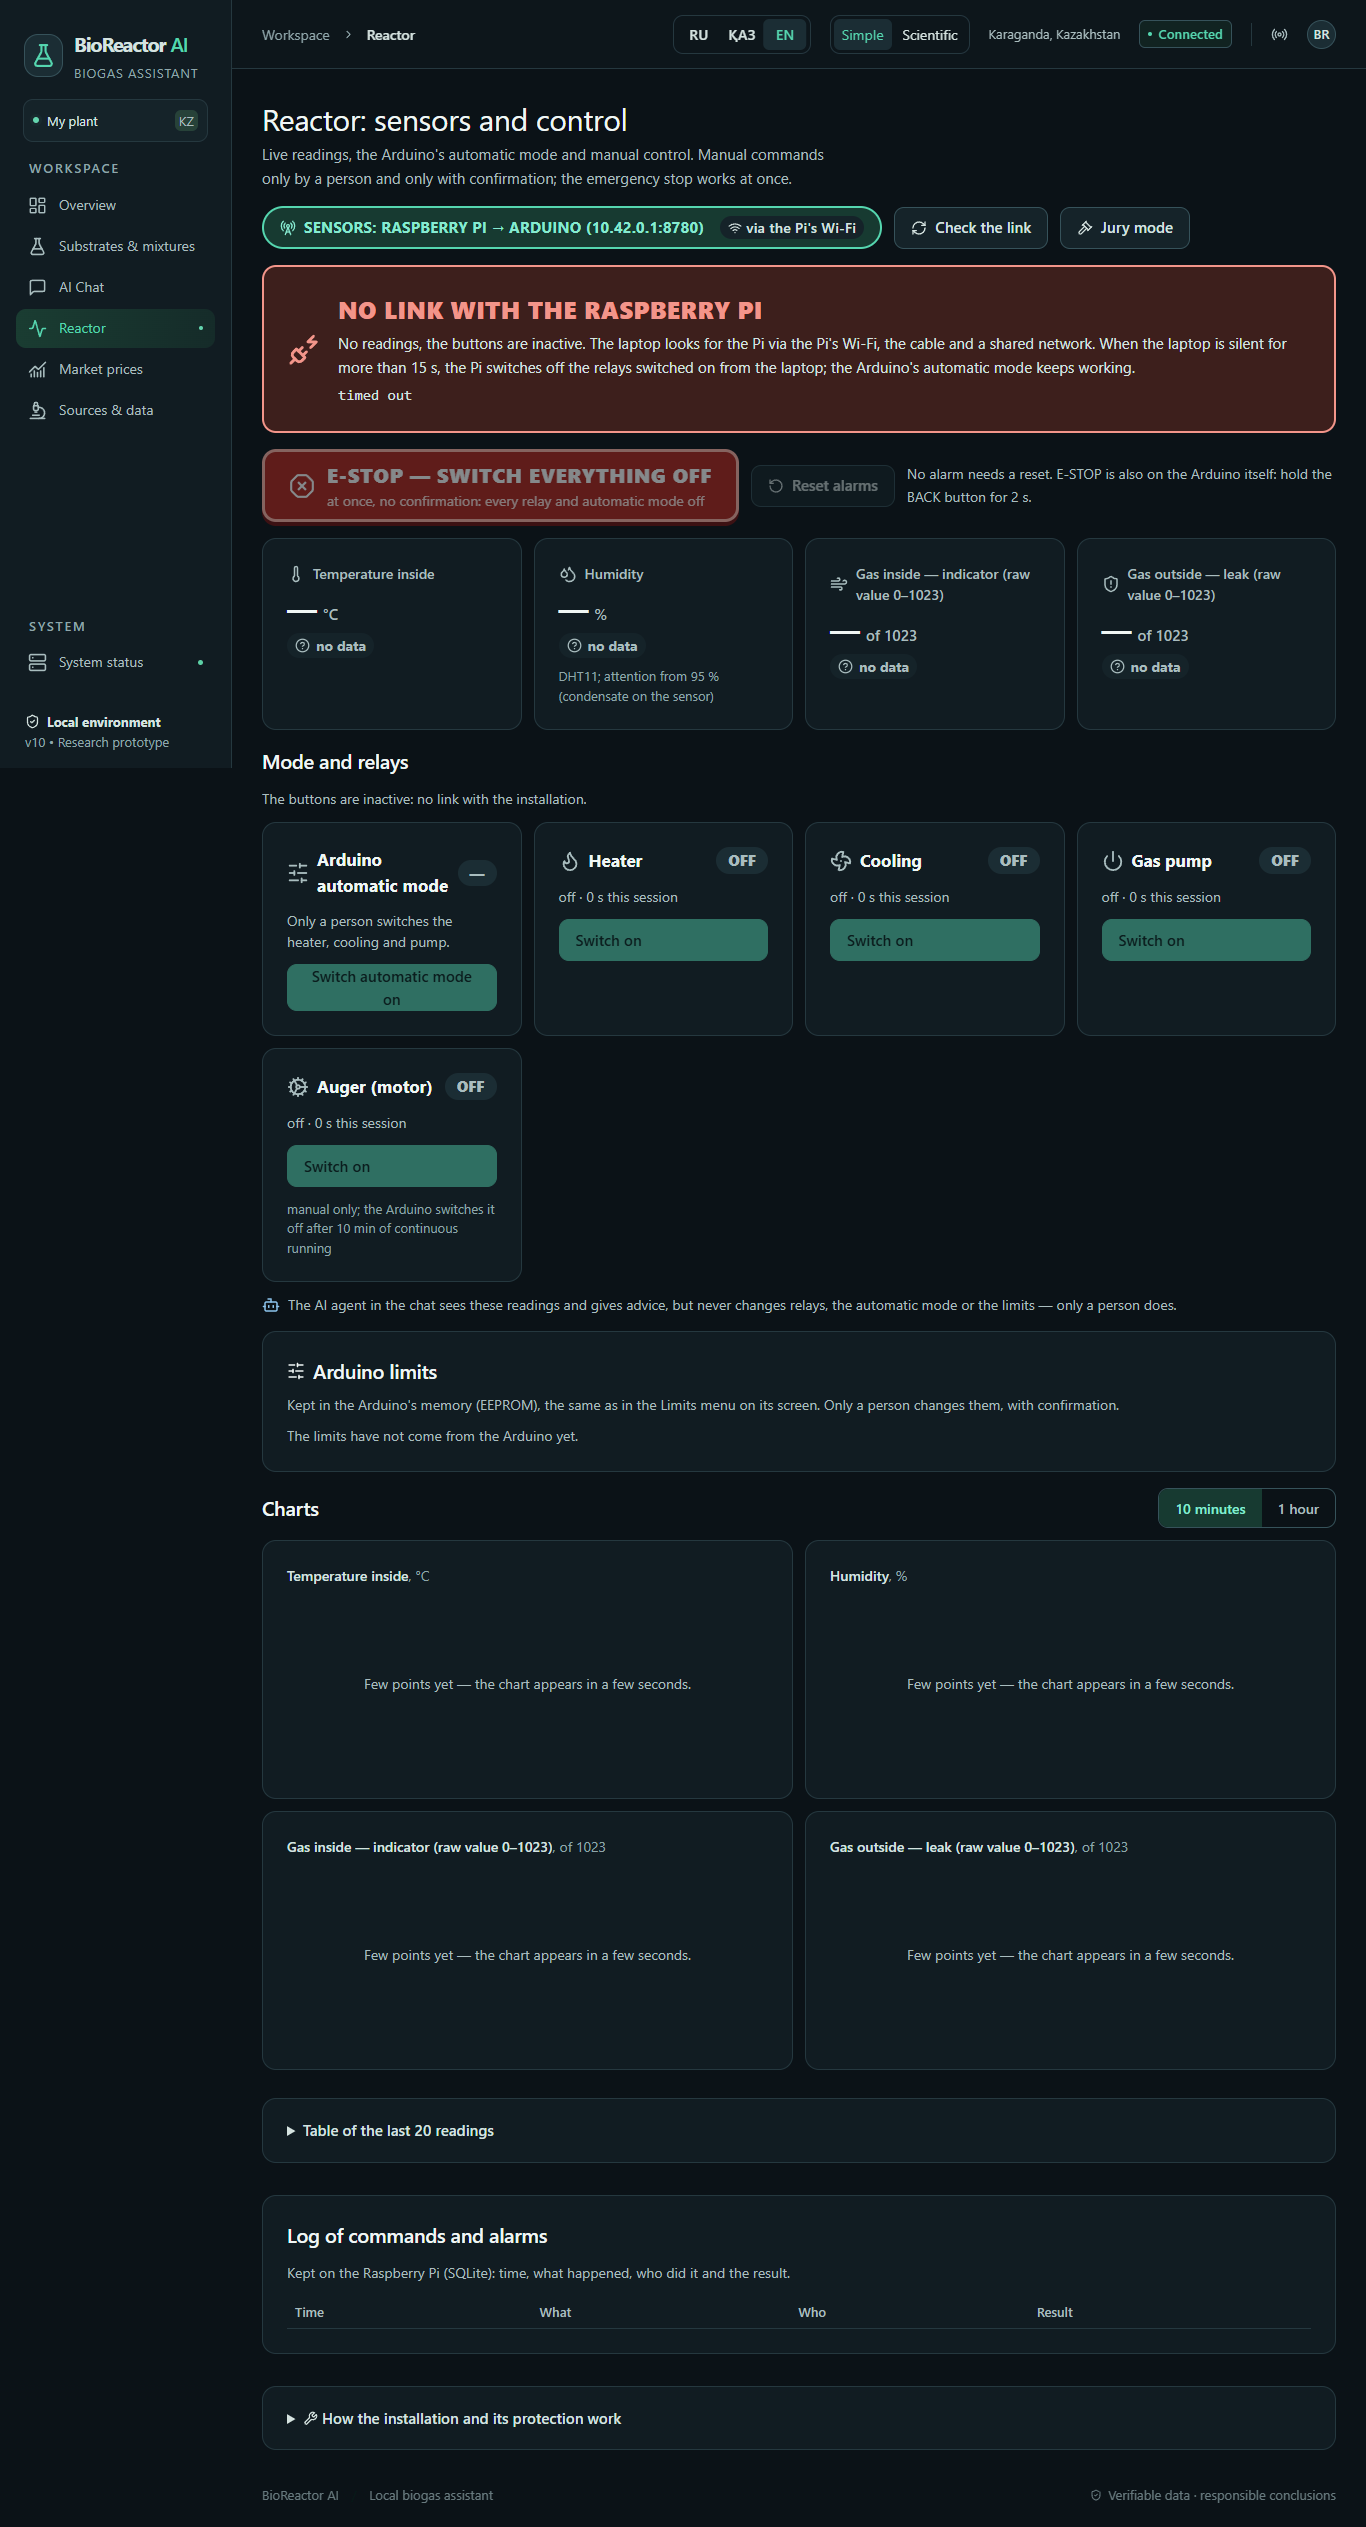 BioReactor AI
BIOGAS ASSISTANT
My plant
KZ
WORKSPACE
Overview
Substrates & mixtures
AI Chat
Reactor
Market prices
Sources & data
SYSTEM
System status
Local environment
v10 • Research prototype
Workspace
Reactor
RU
ҚАЗ
EN
Simple
Scientific
Karaganda, Kazakhstan
• Connected
BR
Reactor: sensors and control
Live readings, the Arduino's automatic mode and manual control. Manual commands
only by a person and only with confirmation; the emergency stop works at once.
SENSORS: RASPBERRY PI → ARDUINO (10.42.0.1:8780)
via the Pi's Wi-Fi
Check the link
Jury mode
NO LINK WITH THE RASPBERRY PI
No readings, the buttons are inactive. The laptop looks for the Pi via the Pi's Wi-Fi, the cable and a shared network. When the laptop is silent for
more than 15 s, the Pi switches off the relays switched on from the laptop; the Arduino's automatic mode keeps working.
timed out
E-STOP — SWITCH EVERYTHING OFF
at once, no confirmation: every relay and automatic mode off
Reset alarms
No alarm needs a reset. E-STOP is also on the Arduino itself: hold the
BACK button for 2 s.
Temperature inside
— °C
no data
Humidity
— %
no data
DHT11; attention from 95 %
(condensate on the sensor)
Gas inside — indicator (raw
value 0–1023)
— of 1023
no data
Gas outside — leak (raw
value 0–1023)
— of 1023
no data
Mode and relays
The buttons are inactive: no link with the installation.
Arduino
automatic mode
—
Only a person switches the
heater, cooling and pump.
Switch automatic mode
on
Heater
OFF
off · 0 s this session
Switch on
Cooling
OFF
off · 0 s this session
Switch on
Gas pump
OFF
off · 0 s this session
Switch on
Auger (motor)
OFF
off · 0 s this session
Switch on
manual only; the Arduino switches it
off after 10 min of continuous
running
The AI agent in the chat sees these readings and gives advice, but never changes relays, the automatic mode or the limits — only a person does.
Arduino limits
Kept in the Arduino's memory (EEPROM), the same as in the Limits menu on its screen. Only a person changes them, with confirmation.
The limits have not come from the Arduino yet.
Charts
10 minutes
1 hour
Temperature inside, °C
Few points yet — the chart appears in a few seconds.
Humidity, %
Few points yet — the chart appears in a few seconds.
Gas inside — indicator (raw value 0–1023), of 1023
Few points yet — the chart appears in a few seconds.
Gas outside — leak (raw value 0–1023), of 1023
Few points yet — the chart appears in a few seconds.
Table of the last 20 readings
Log of commands and alarms
Kept on the Raspberry Pi (SQLite): time, what happened, who did it and the result.
Time
What
Who
Result
How the installation and its protection work
BioReactor AI
Local biogas assistant
Verifiable data · responsible conclusions